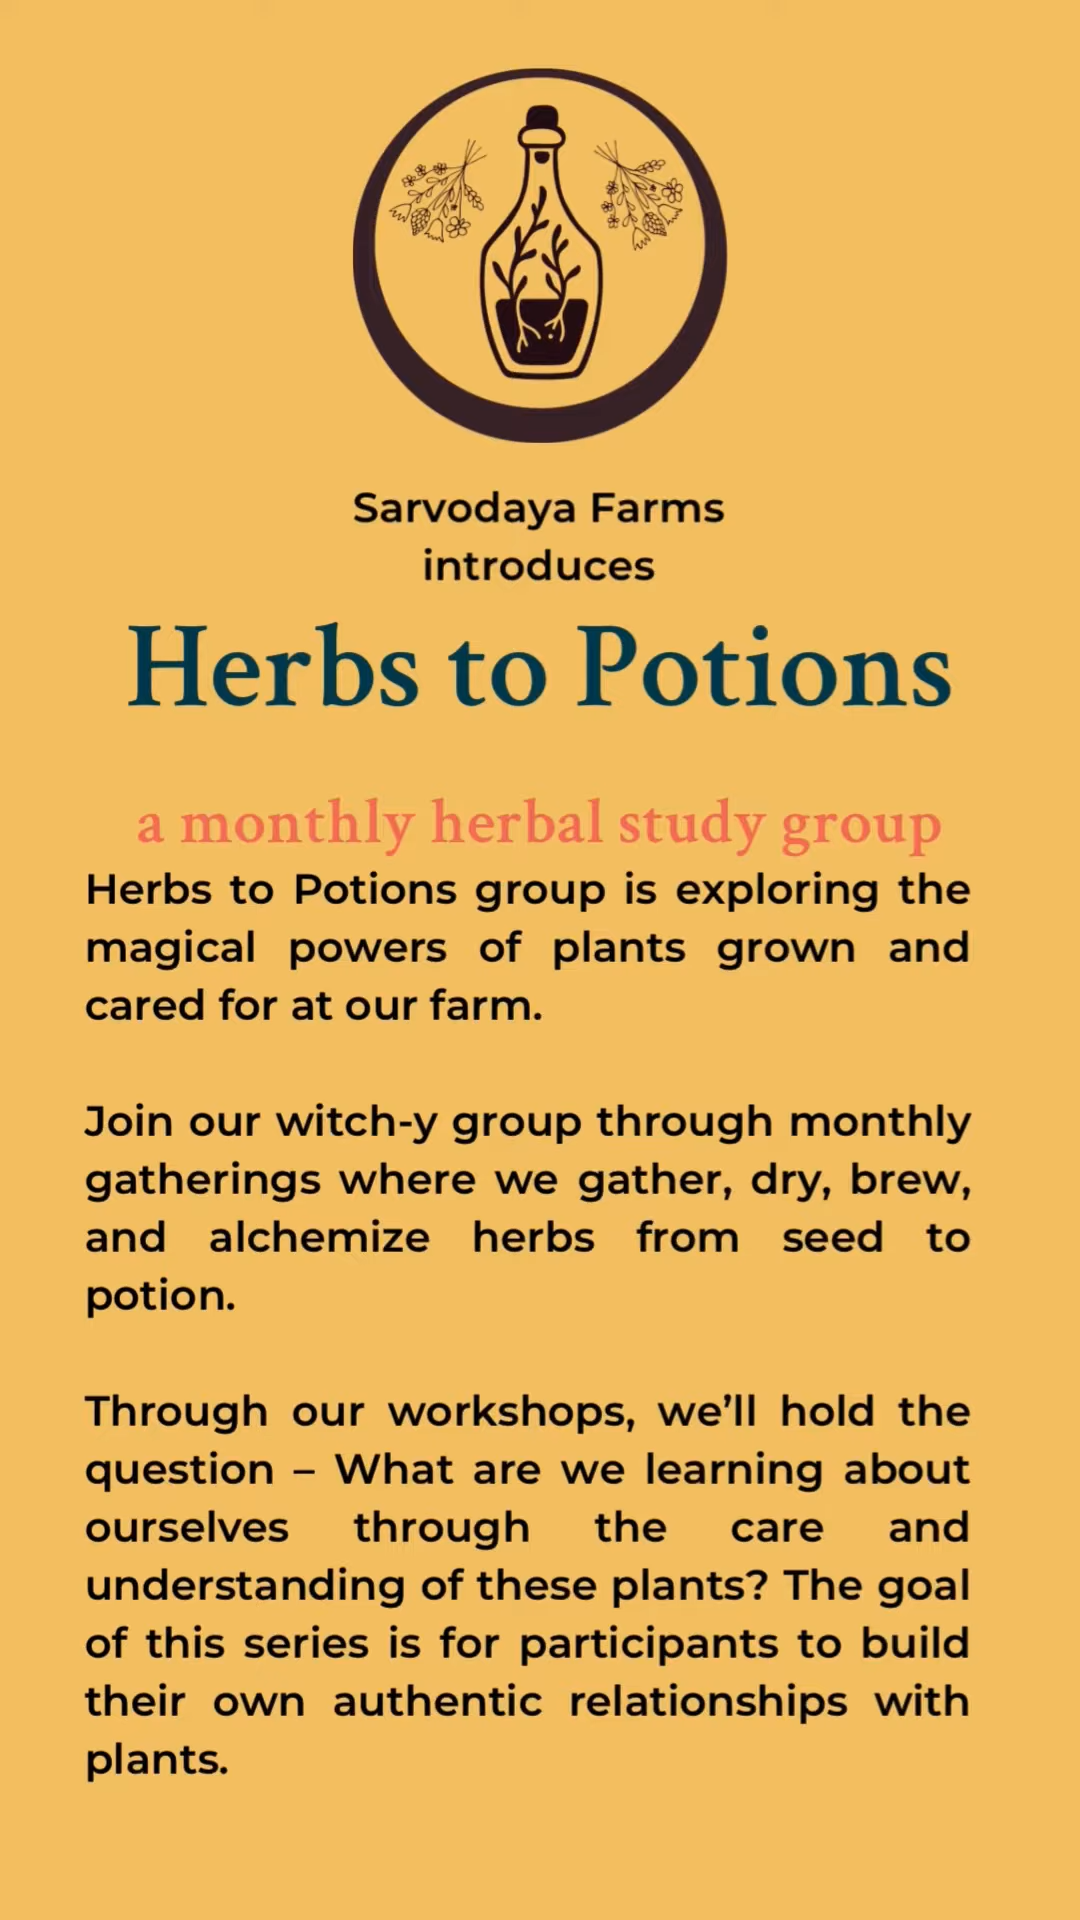 Sarvodaya Farms
introduces
Herbs to Potions
a monthly herbal study group
Herbs to Potions group is exploring the
magical powers of plants grown and
cared for at our farm.
Join our witch-y group through monthly
gatherings where we gather, dry, brew,
and alchemize herbs from seed to
potion.
Through our workshops, we’ll hold the
question – What are we learning about
ourselves through the care and
understanding of these plants? The goal
of this series is for participants to build
their own authentic relationships with
plants.